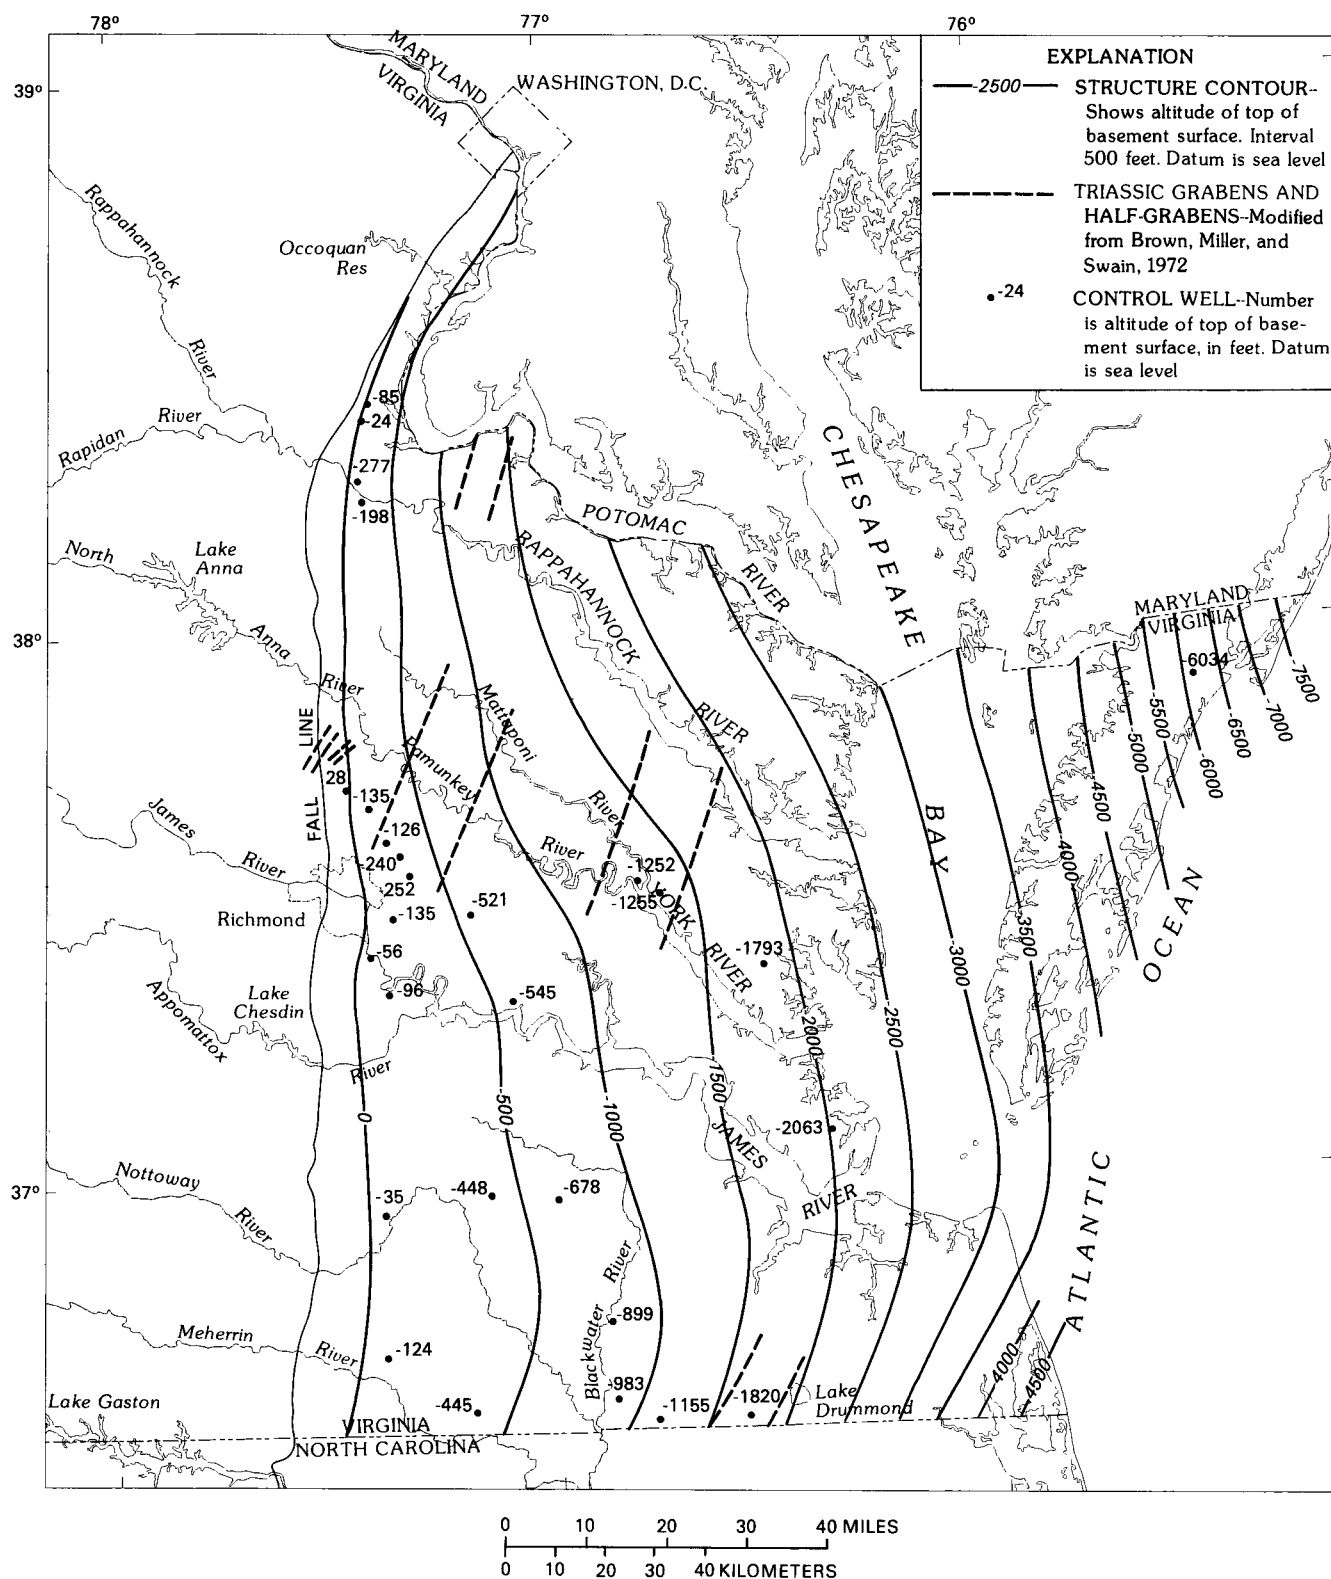 78°
77°
76°
39°
38°
37°
MARYLAND
VIRGINIA
WASHINGTON, D.C.
EXPLANATION
-2500
STRUCTURE CONTOUR--
Shows altitude of top of
basement surface. Interval
500 feet. Datum is sea level
TRIASSIC GRABENS AND
HALF-GRABENS--Modified
from Brown, Miller, and
Swain, 1972
-24
CONTROL WELL--Number
is altitude of top of base-
ment surface, in feet. Datum
is sea level
Rappahannock
River
Occoquan
Res
Rapidan
River
-85
-24
-277
-198
POTOMAC
RIVER
RAPPAHANNOCK
RIVER
CHESAPEAKE
BAY
North
Anna
River
Lake
Anna
MARYLAND
VIRGINIA
-6034
-7500
-7000
-6500
-6000
-5500
-5000
-4500
4000
-3500
-3000
-2500
2000
1500
-1000
-500
0
FALL LINE
Mattaponi
River
Pamunkey
River
28
-135
-126
-240
-252
-135
-521
-56
-96
-545
-1252
-1255
YORK
RIVER
-1793
James
River
Richmond
Appomattox
River
Lake
Chesdin
OCEAN
ATLANTIC
JAMES
RIVER
-2063
Nottoway
River
-35
-448
-678
Blackwater
River
-899
-983
-1155
-1820
Lake
Drummond
4000
4500
Meherrin
River
-124
-445
Lake Gaston
VIRGINIA
NORTH CAROLINA
0 10 20 30 40 MILES
0 10 20 30 40 KILOMETERS